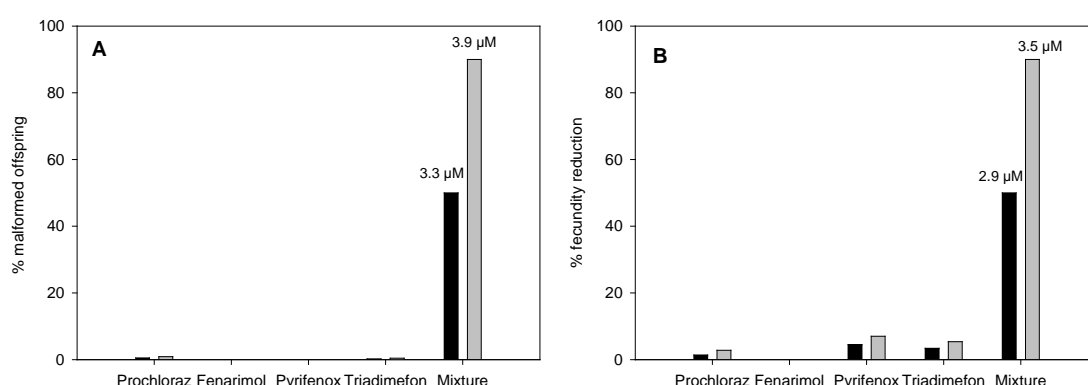 A
3.9 µM
3.3 µM
% malformed offspring
100
80
60
40
20
0
Prochloraz Fenarimol Pyrifenox Triadimefon Mixture
B
3.5 µM
2.9 µM
% fecundity reduction
100
80
60
40
20
0
Prochloraz Fenarimol Pyrifenox Triadimefon Mixture